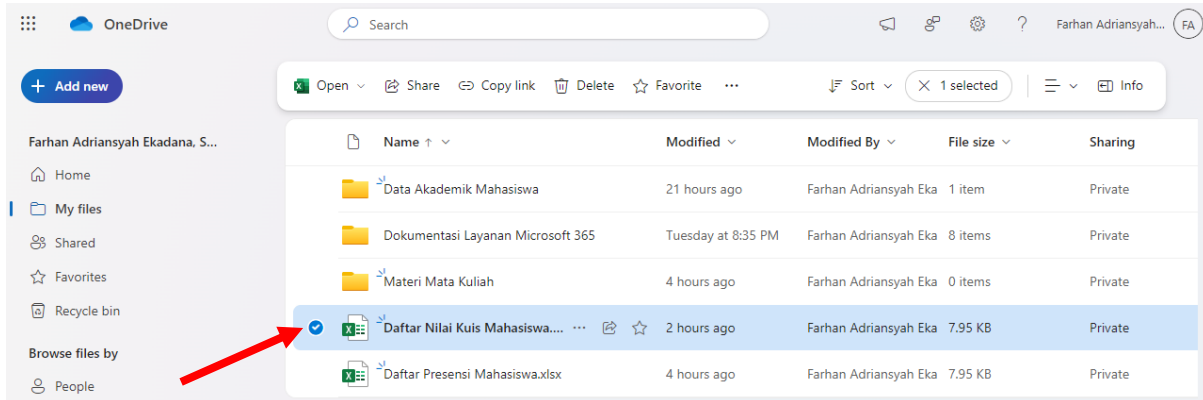 OneDrive Search Farhan Adriansyah... FA
Add new Open Share Copy link Delete Favorite ... Sort 1 selected Info
Farhan Adriansyah Ekadana, S... Name ↑ Modified Modified By File size Sharing
Home Data Akademik Mahasiswa 21 hours ago Farhan Adriansyah Eka 1 item Private
My files
Shared Dokumentasi Layanan Microsoft 365 Tuesday at 8:35 PM Farhan Adriansyah Eka 8 items Private
Favorites Materi Mata Kuliah 4 hours ago Farhan Adriansyah Eka 0 items Private
Recycle bin
Daftar Nilai Kuis Mahasiswa.... ... 2 hours ago Farhan Adriansyah Eka 7.95 KB Private
Browse files by
People Daftar Presensi Mahasiswa.xlsx 4 hours ago Farhan Adriansyah Eka 7.95 KB Private